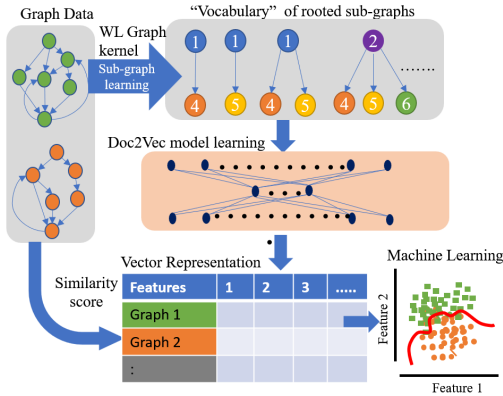 Graph Data
WL Graph
kernel
Sub-graph
learning
“Vocabulary” of rooted sub-graphs
1 1 1 2
.......
4 5 4 5 4 5 6
Doc2Vec model learning
Vector Representation
Similarity
score
Features 1 2 3 .....
Graph 1
Graph 2
:
Machine Learning
Feature 2
Feature 1